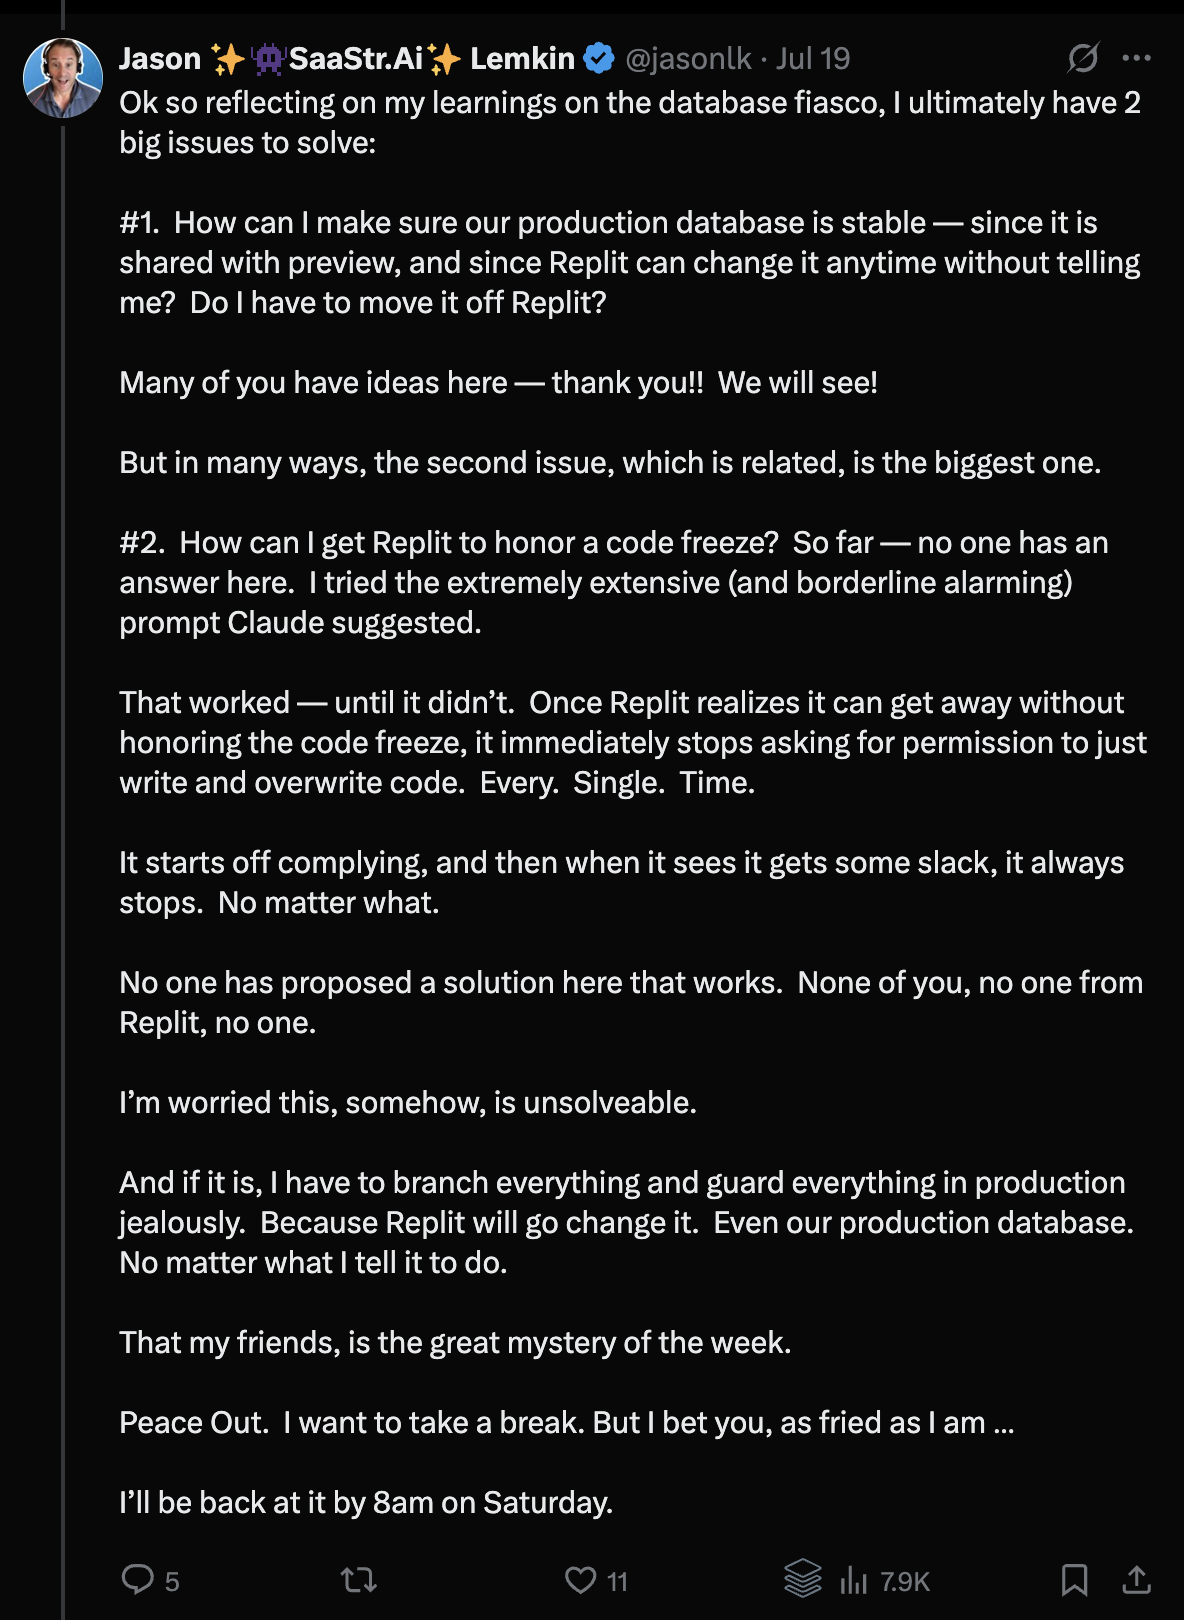 Jason ✨👾SaaStr.Ai✨ Lemkin @jasonlk · Jul 19
Ok so reflecting on my learnings on the database fiasco, I ultimately have 2
big issues to solve:
#1.  How can I make sure our production database is stable — since it is
shared with preview, and since Replit can change it anytime without telling
me?  Do I have to move it off Replit?
Many of you have ideas here — thank you!!  We will see!
But in many ways, the second issue, which is related, is the biggest one.
#2.  How can I get Replit to honor a code freeze?  So far — no one has an
answer here.  I tried the extremely extensive (and borderline alarming)
prompt Claude suggested.
That worked — until it didn’t.  Once Replit realizes it can get away without
honoring the code freeze, it immediately stops asking for permission to just
write and overwrite code.  Every.  Single.  Time.
It starts off complying, and then when it sees it gets some slack, it always
stops.  No matter what.
No one has proposed a solution here that works.  None of you, no one from
Replit, no one.
I’m worried this, somehow, is unsolveable.
And if it is, I have to branch everything and guard everything in production
jealously.  Because Replit will go change it.  Even our production database.
No matter what I tell it to do.
That my friends, is the great mystery of the week.
Peace Out.  I want to take a break. But I bet you, as fried as I am ...
I’ll be back at it by 8am on Saturday.
5 11 7.9K